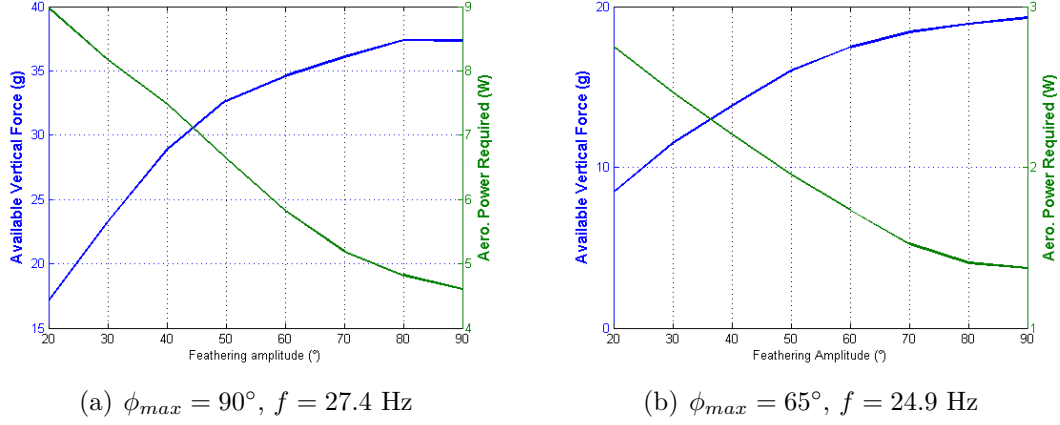 40
35
30
25
20
15
Available Vertical Force (g)
20 30 40 50 60 70 80 90
Feathering amplitude (º)
9
8
7
6
5
4
Aero. Power Required (W)
(a) ϕmax = 90°, f = 27.4 Hz
20
10
0
Available Vertical Force (g)
20 30 40 50 60 70 80 90
Feathering Amplitude (º)
3
2
1
Aero. Power Required (W)
(b) ϕmax = 65°, f = 24.9 Hz